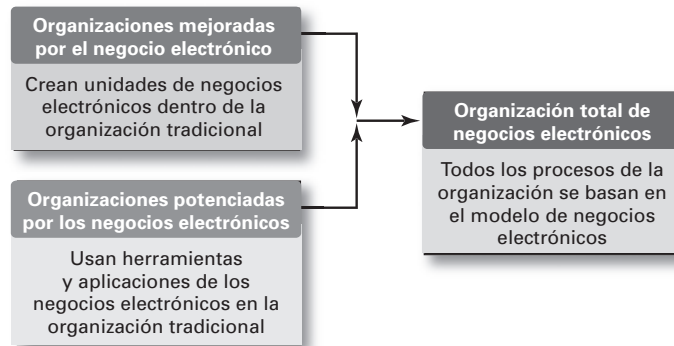 Organizaciones mejoradas
por el negocio electrónico
Crean unidades de negocios
electrónicos dentro de la
organización tradicional
Organizaciones potenciadas
por los negocios electrónicos
Usan herramientas
y aplicaciones de los
negocios electrónicos en la
organización tradicional
Organización total de
negocios electrónicos
Todos los procesos de la
organización se basan en
el modelo de negocios
electrónicos